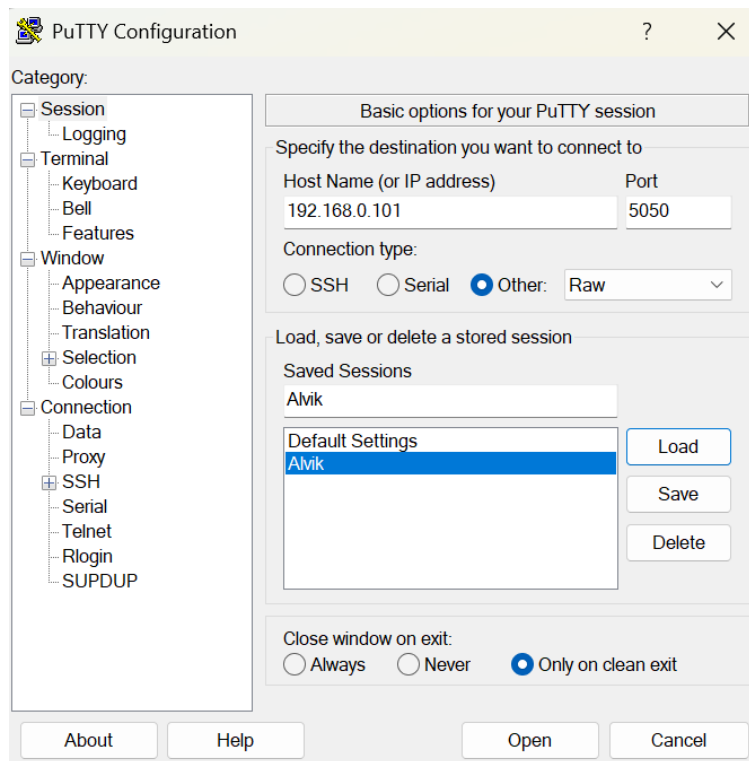 PuTTY Configuration
?
Category:
Session
Logging
Terminal
Keyboard
Bell
Features
Window
Appearance
Behaviour
Translation
Selection
Colours
Connection
Data
Proxy
SSH
Serial
Telnet
Rlogin
SUPDUP
Basic options for your PuTTY session
Specify the destination you want to connect to
Host Name (or IP address) Port
192.168.0.101 5050
Connection type:
SSH Serial Other: Raw
Load, save or delete a stored session
Saved Sessions
Alvik
Default Settings
Alvik
Load
Save
Delete
Close window on exit:
Always Never Only on clean exit
About Help Open Cancel